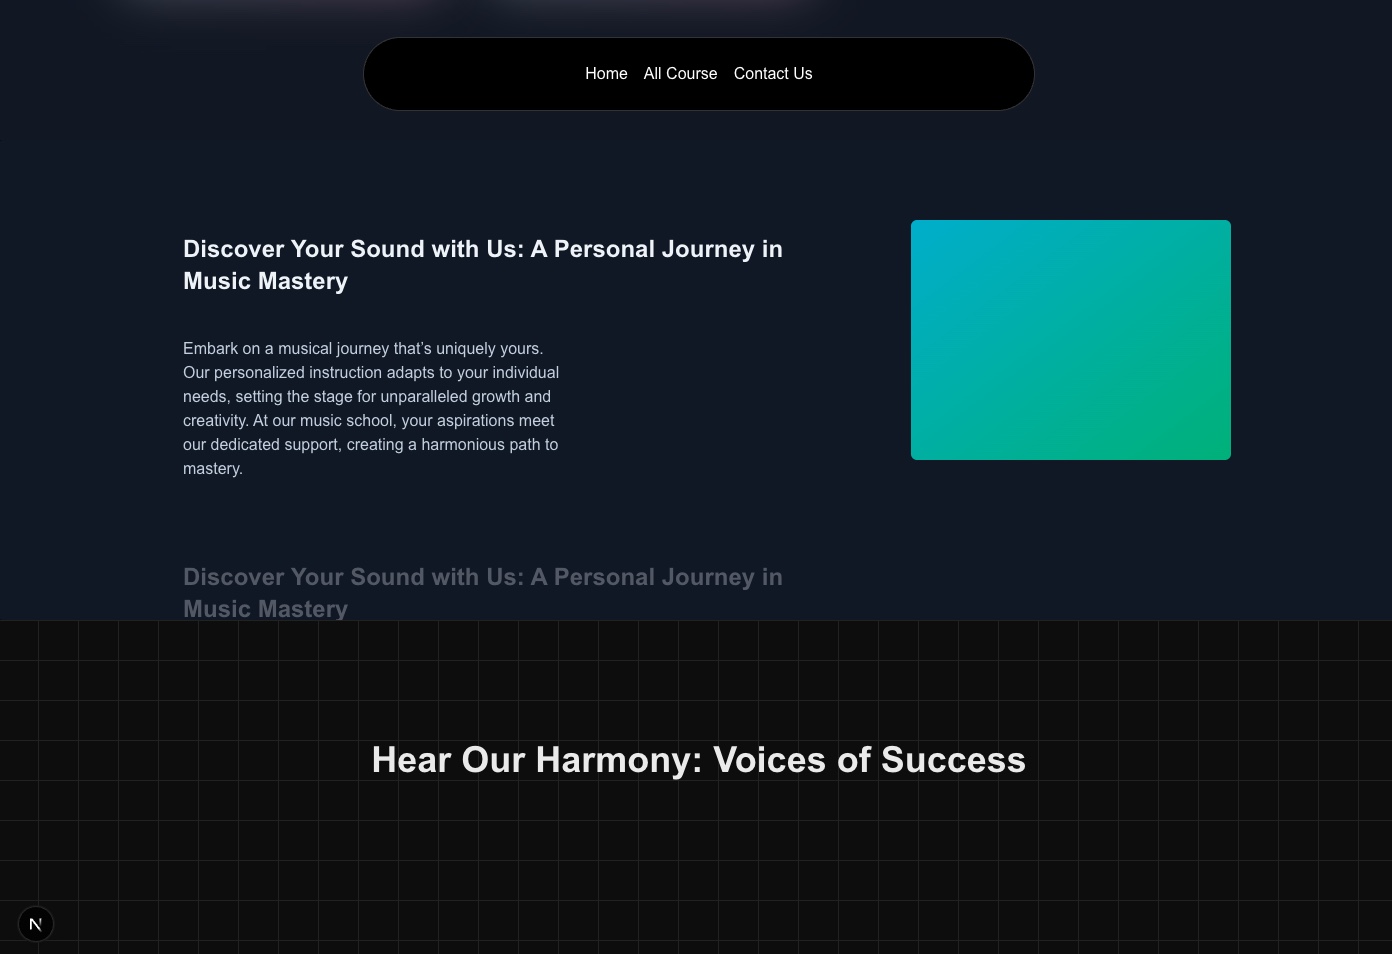 Home All Course Contact Us
Discover Your Sound with Us: A Personal Journey in
Music Mastery
Embark on a musical journey that's uniquely yours.
Our personalized instruction adapts to your individual
needs, setting the stage for unparalleled growth and
creativity. At our music school, your aspirations meet
our dedicated support, creating a harmonious path to
mastery.
Discover Your Sound with Us: A Personal Journey in
Music Mastery
Hear Our Harmony: Voices of Success
N